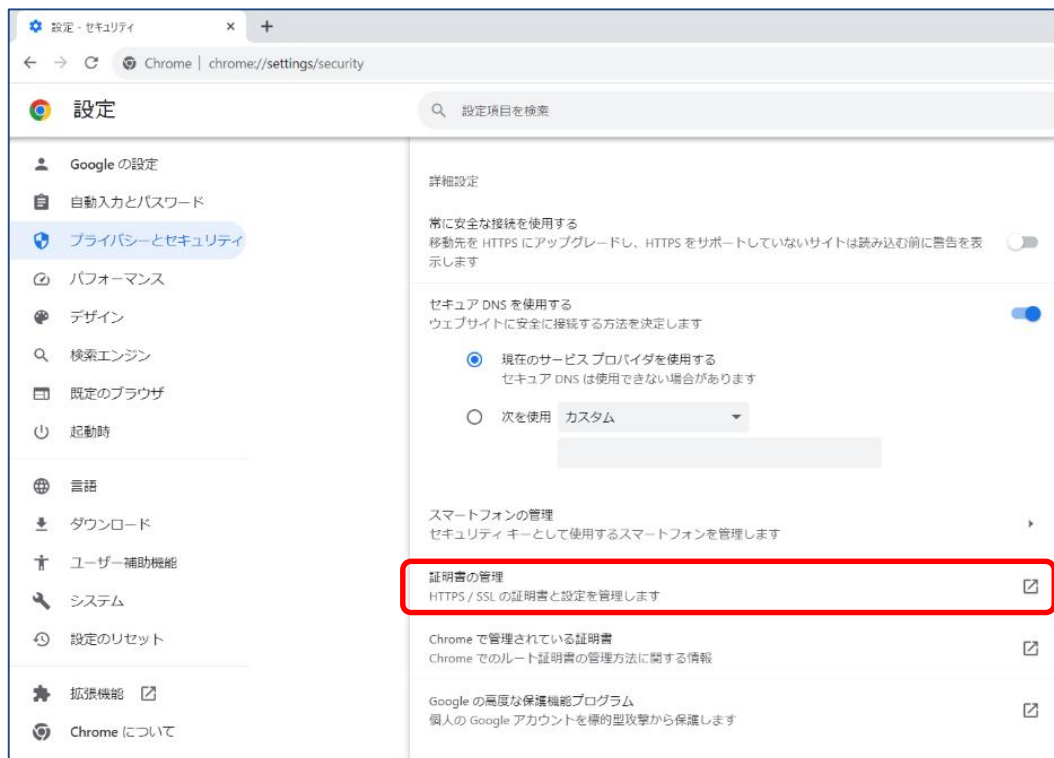 設定 - セキュリティ
Chrome | chrome://settings/security
設定
設定項目を検索
Google の設定
自動入力とパスワード
プライバシーとセキュリティ
パフォーマンス
デザイン
検索エンジン
既定のブラウザ
起動時
言語
ダウンロード
ユーザー補助機能
システム
設定のリセット
拡張機能
Chrome について
詳細設定
常に安全な接続を使用する
移動先を HTTPS にアップグレードし、HTTPS をサポートしていないサイトは読み込む前に警告を表
示します
セキュア DNS を使用する
ウェブサイトに安全に接続する方法を決定します
現在のサービス プロバイダを使用する
セキュア DNS は使用できない場合があります
次を使用 カスタム
スマートフォンの管理
セキュリティ キーとして使用するスマートフォンを管理します
証明書の管理
HTTPS / SSL の証明書と設定を管理します
Chrome で管理されている証明書
Chrome でのルート証明書の管理方法に関する情報
Google の高度な保護機能プログラム
個人の Google アカウントを標的型攻撃から保護します